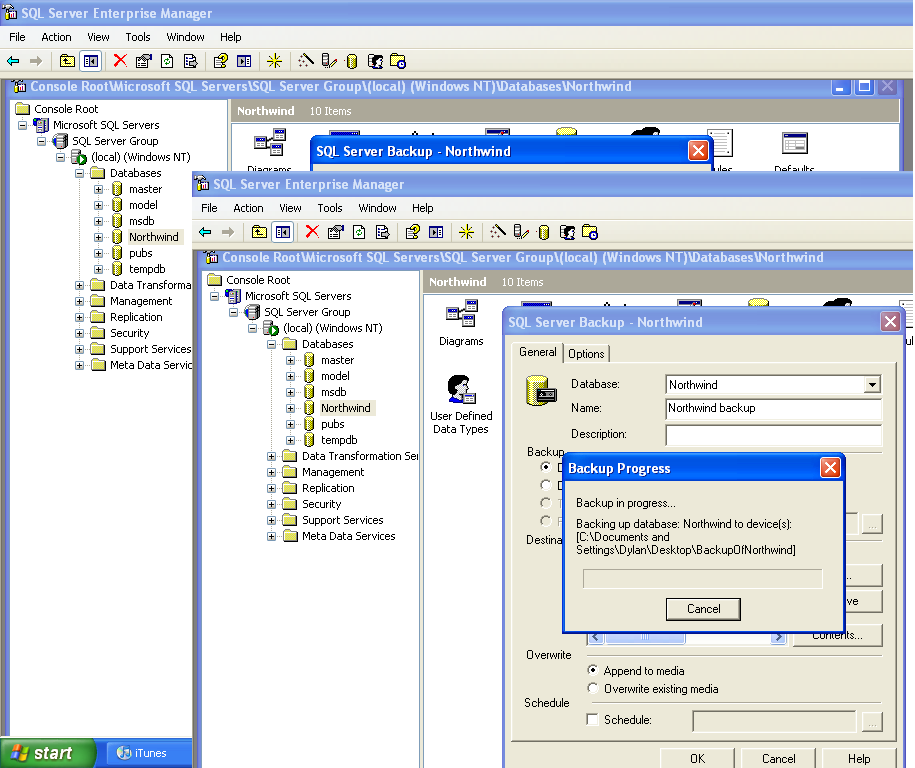 SQL Server Enterprise Manager
File Action View Tools Window Help
Console Root\Microsoft SQL Servers\SQL Server Group\(local) (Windows NT)\Databases\Northwind
Console Root
Microsoft SQL Servers
SQL Server Group
(local) (Windows NT)
Databases
master
model
msdb
Northwind
pubs
tempdb
Data Transforma
Management
Replication
Security
Support Services
Meta Data Servic
Northwind 10 Items
Diagrams
Defaults
SQL Server Backup - Northwind
SQL Server Enterprise Manager
File Action View Tools Window Help
Console Root\Microsoft SQL Servers\SQL Server Group\(local) (Windows NT)\Databases\Northwind
Console Root
Microsoft SQL Servers
SQL Server Group
(local) (Windows NT)
Databases
master
model
msdb
Northwind
pubs
tempdb
Data Transformation Ser
Management
Replication
Security
Support Services
Meta Data Services
Northwind 10 Items
Diagrams
User Defined
Data Types
SQL Server Backup - Northwind
General Options
Database: Northwind
Name: Northwind backup
Description:
Backup
Destina
Backup Progress
Backup in progress...
Backing up database: Northwind to device(s):
[C:\Documents and
Settings\Dylan\Desktop\BackupOfNorthwind]
Cancel
...
ve
Contents...
Overwrite
Append to media
Overwrite existing media
Schedule
Schedule:
...
OK Cancel Help
start
iTunes